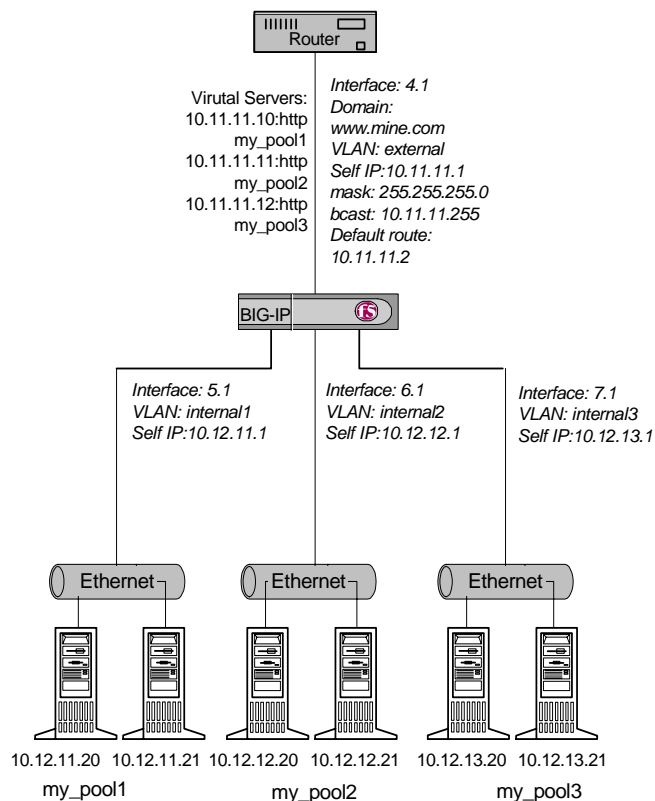 Router
Virutal Servers:
10.11.11.10:http
my_pool1
10.11.11.11:http
my_pool2
10.11.11.12:http
my_pool3
Interface: 4.1
Domain:
www.mine.com
VLAN: external
Self IP:10.11.11.1
mask: 255.255.255.0
bcast: 10.11.11.255
Default route:
10.11.11.2
BIG-IP
f5
Interface: 5.1
VLAN: internal1
Self IP:10.12.11.1
Interface: 6.1
VLAN: internal2
Self IP:10.12.12.1
Interface: 7.1
VLAN: internal3
Self IP:10.12.13.1
Ethernet
Ethernet
Ethernet
10.12.11.20 10.12.11.21
my_pool1
10.12.12.20 10.12.12.21
my_pool2
10.12.13.20 10.12.13.21
my_pool3